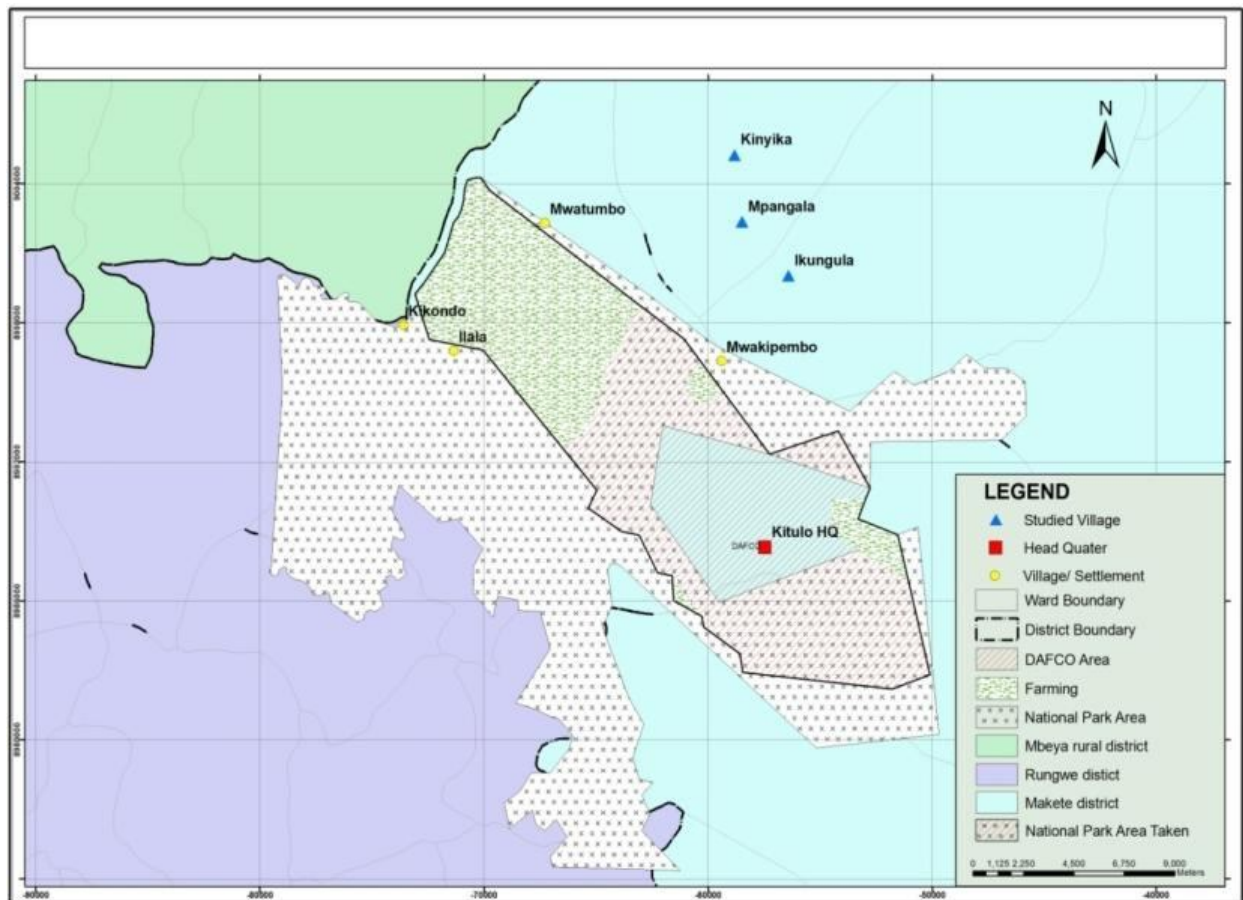 N
Kinyika
Mpangala
Mwatumbo
Ikungula
Kikondo
Ilala
Mwakipembo
Kitulo HQ
DAFCO
LEGEND
Studied Village
Head Quater
Village/ Settlement
Ward Boundary
District Boundary
DAFCO Area
Farming
National Park Area
Mbeya rural district
Rungwe distict
Makete district
National Park Area Taken
0 1,125 2,250 4,500 6,750 9,000
Meters
-80000 -70000 -60000 -50000 -40000